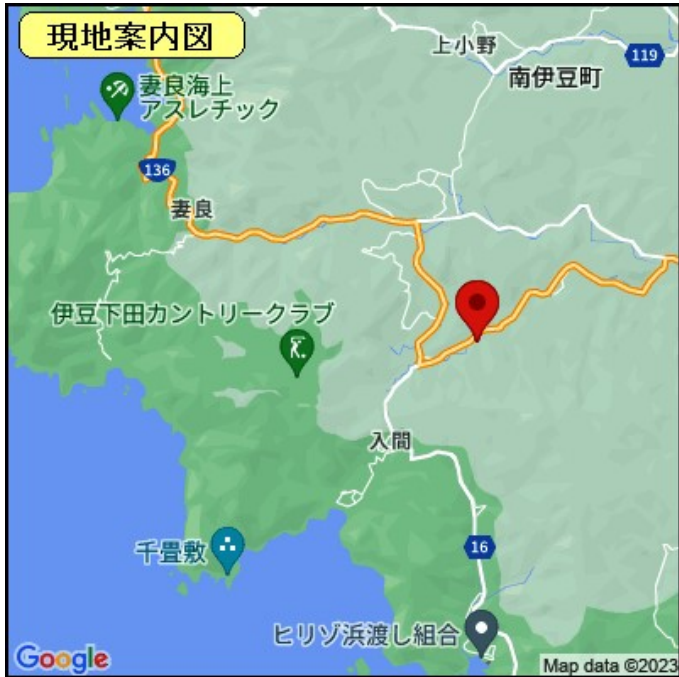 現地案内図
上小野
119
南伊豆町
妻良海上
アスレチック
136
妻良
伊豆下田カントリークラブ
入間
千畳敷
16
ヒリゾ浜渡し組合
Google
Map data ©2023